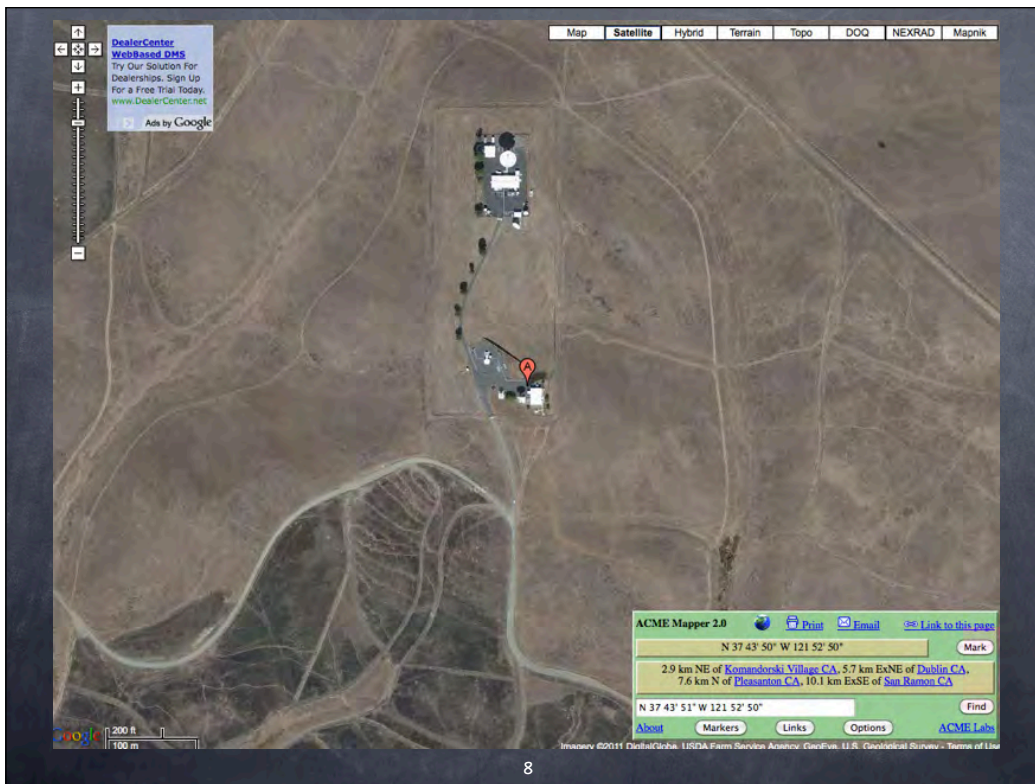 DealerCenter
WebBased DMS
Try Our Solution For
Dealerships. Sign Up
For a Free Trial Today.
www.DealerCenter.net
Ads by Google
Map Satellite Hybrid Terrain Topo DOQ NEXRAD Mapnik
A
ACME Mapper 2.0 Print Email Link to this page
N 37 43' 50" W 121 52' 50" Mark
2.9 km NE of Komandorski Village CA, 5.7 km ExNE of Dublin CA,
7.6 km N of Pleasanton CA, 10.1 km ExSE of San Ramon CA
N 37 43' 51" W 121 52' 50" Find
About Markers Links Options ACME Labs
Google 200 ft
100 m
Imagery ©2011 DigitalGlobe, USDA Farm Service Agency, GeoEye, U.S. Geological Survey - Terms of Use
8